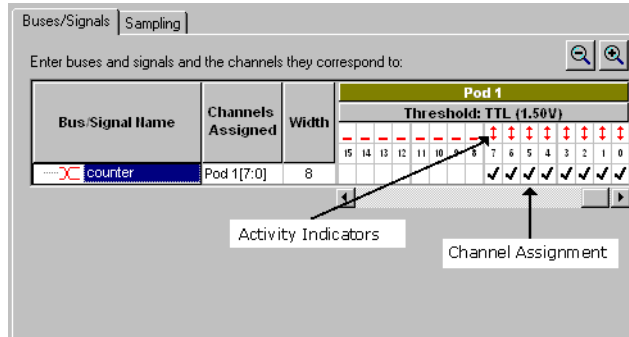 Buses/Signals Sampling
Enter buses and signals and the channels they correspond to:
Bus/Signal Name Channels Assigned Width Pod 1
Threshold: TTL (1.50V)
15 14 13 12 11 10 9 8 7 6 5 4 3 2 1 0
counter Pod 1[7:0] 8
Activity Indicators
Channel Assignment